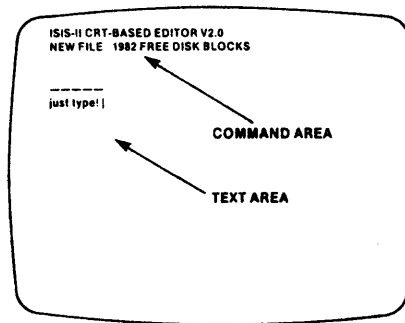 ISIS-II CRT-BASED EDITOR V2.0
NEW FILE 1982 FREE DISK BLOCKS
— — — — — —
just type! |
COMMAND AREA
TEXT AREA